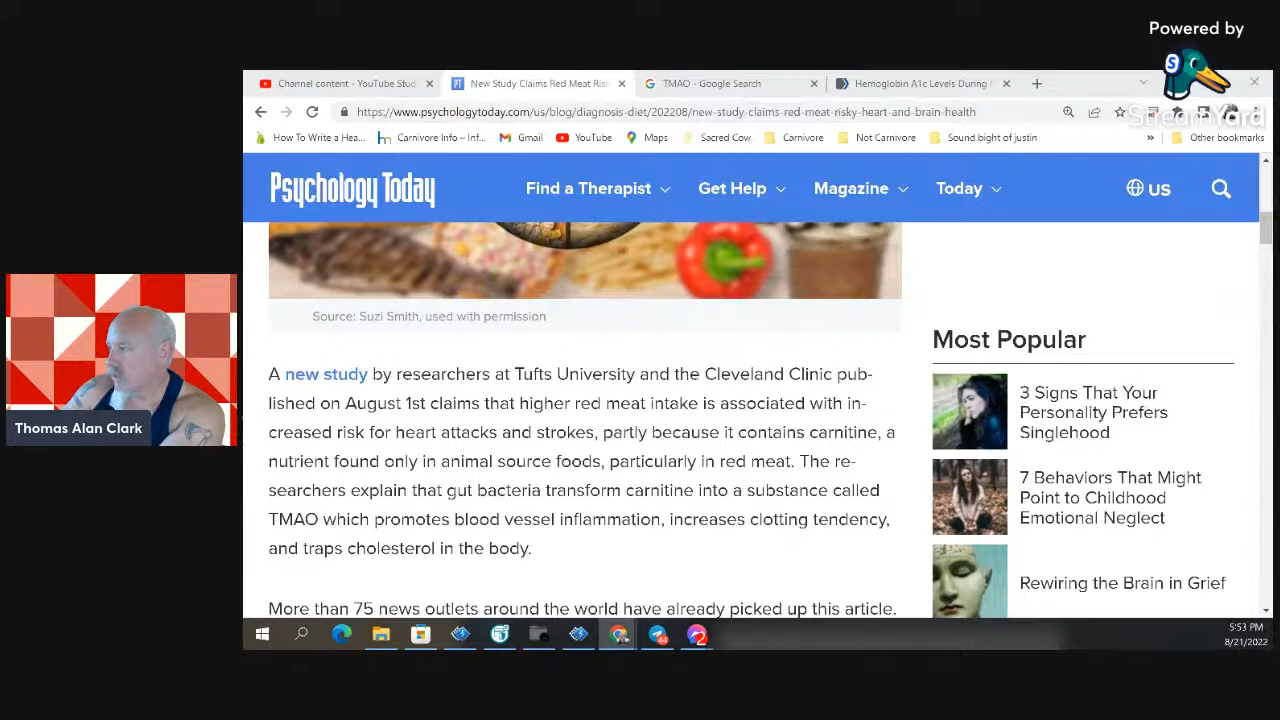 Powered by
S
StreamYard
Channel content - YouTube Stud
New Study Claims Red Meat Risk
TMAO - Google Search
Hemoglobin A1c Levels During
https://www.psychologytoday.com/us/blog/diagnosis-diet/202208/new-study-claims-red-meat-risky-heart-and-brain-health
How To Write a Hea...
Carnivore Info – Inf...
Gmail
YouTube
Maps
Sacred Cow
Carnivore
Not Carnivore
Sound bight of justin
»
Other bookmarks
Psychology Today
Find a Therapist
Get Help
Magazine
Today
US
Source: Suzi Smith, used with permission
A new study by researchers at Tufts University and the Cleveland Clinic pub-
lished on August 1st claims that higher red meat intake is associated with in-
creased risk for heart attacks and strokes, partly because it contains carnitine, a
nutrient found only in animal source foods, particularly in red meat. The re-
searchers explain that gut bacteria transform carnitine into a substance called
TMAO which promotes blood vessel inflammation, increases clotting tendency,
and traps cholesterol in the body.
More than 75 news outlets around the world have already picked up this article.
Most Popular
3 Signs That Your
Personality Prefers
Singlehood
7 Behaviors That Might
Point to Childhood
Emotional Neglect
Rewiring the Brain in Grief
Thomas Alan Clark
44
2
5:53 PM
8/21/2022